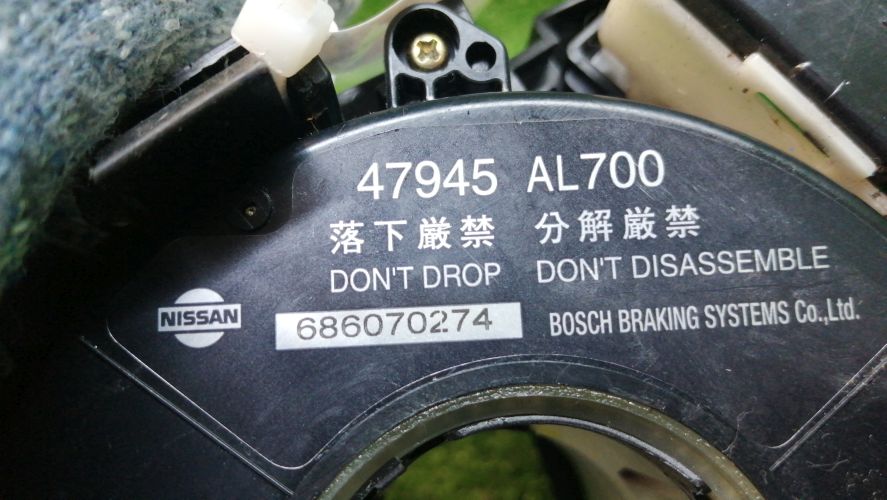 47945 AL700
落下厳禁 分解厳禁
DON'T DROP DON'T DISASSEMBLE
NISSAN
686070274
BOSCH BRAKING SYSTEMS Co.,Ltd.